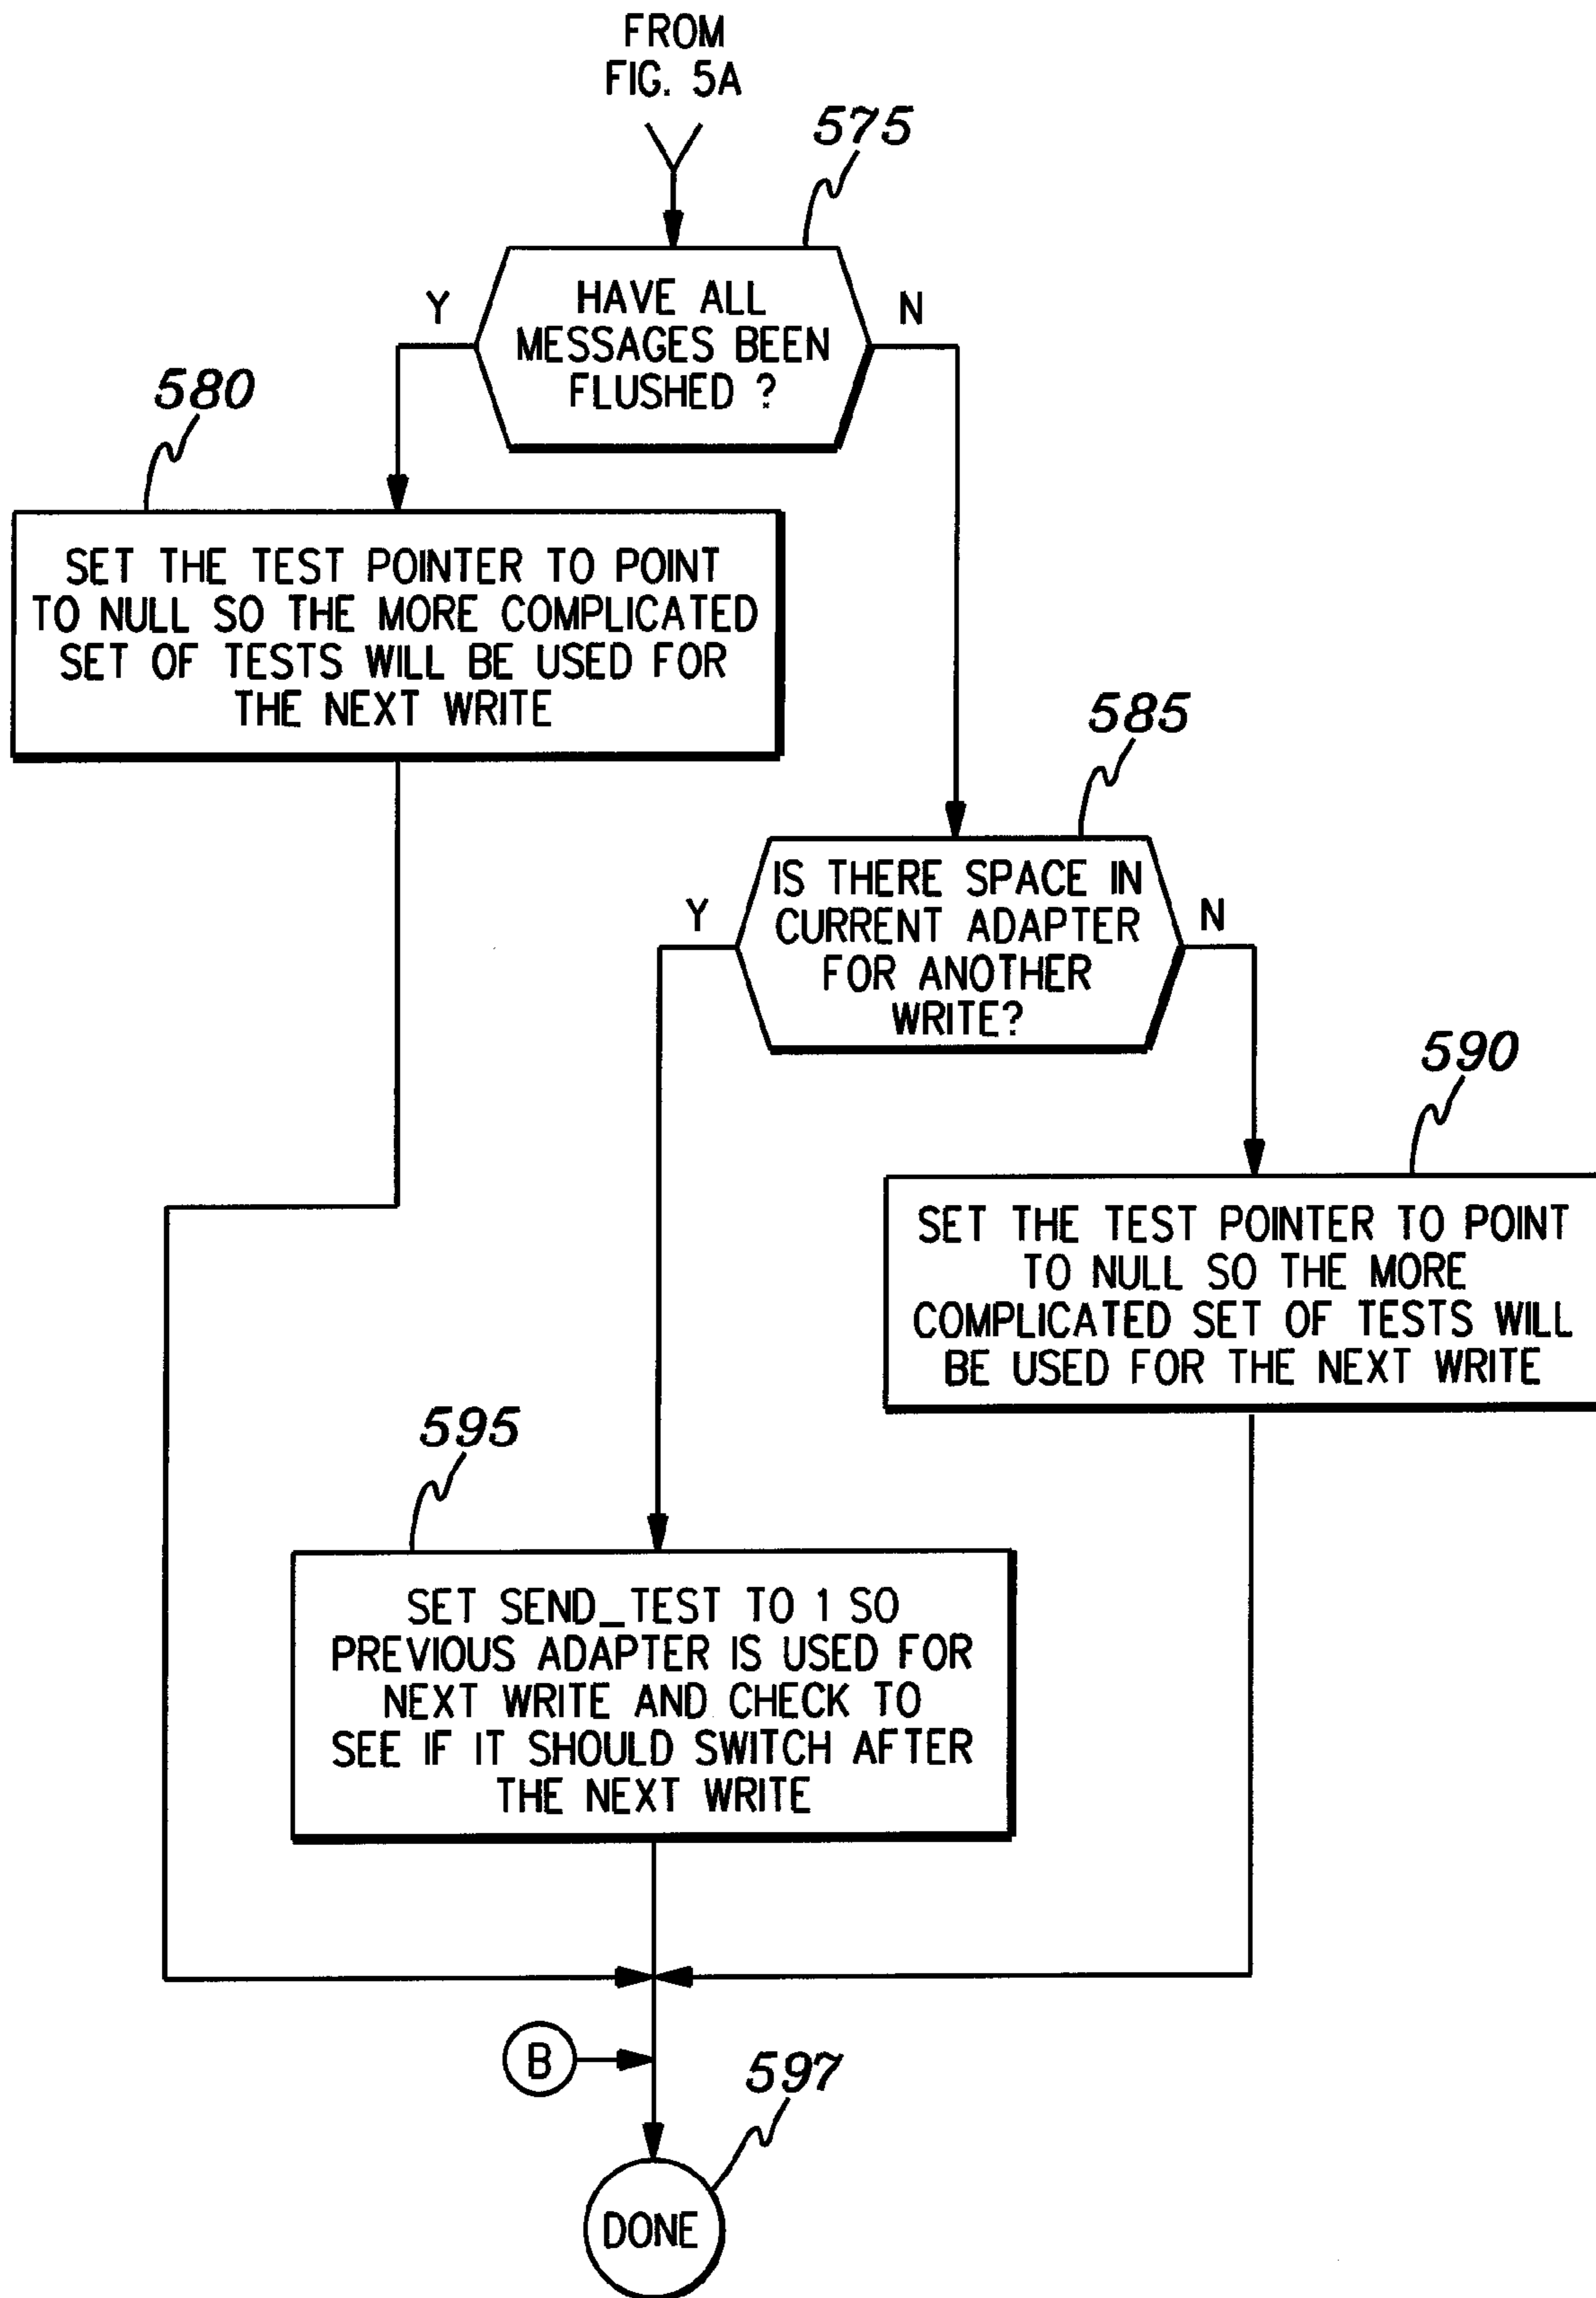 FROM
FIG. 5A
575
Y
N
HAVE ALL
MESSAGES BEEN
FLUSHED ?
580
SET THE TEST POINTER TO POINT
TO NULL SO THE MORE COMPLICATED
SET OF TESTS WILL BE USED FOR
THE NEXT WRITE
585
Y
N
IS THERE SPACE IN
CURRENT ADAPTER
FOR ANOTHER
WRITE?
590
SET THE TEST POINTER TO POINT
TO NULL SO THE MORE
COMPLICATED SET OF TESTS WILL
BE USED FOR THE NEXT WRITE
595
SET SEND_TEST TO 1 SO
PREVIOUS ADAPTER IS USED FOR
NEXT WRITE AND CHECK TO
SEE IF IT SHOULD SWITCH AFTER
THE NEXT WRITE
B
597
DONE